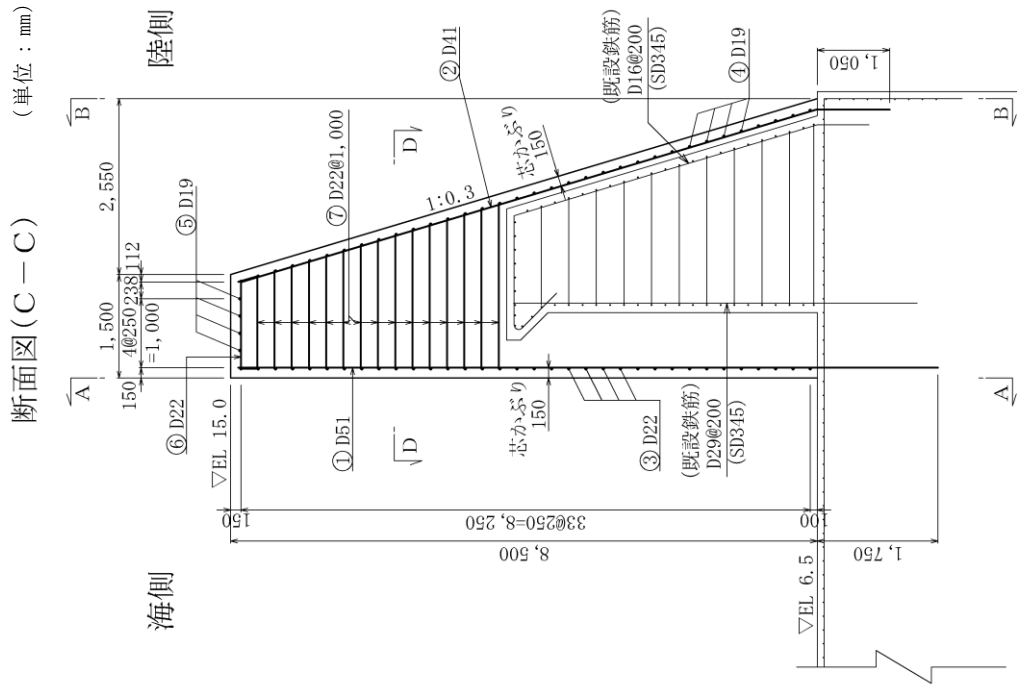 断面図(C－C)
(単位：mm)
海側
陸側
A
B
150
1,500
2,550
4@250
=1,000
238
112
⑤ D19
⑥ D22
▽EL 15.0
① D51
⑦ D22@1,000
② D41
1:0.3
D
D
芯かぶり
150
芯かぶり
150
③ D22
(既設鉄筋)
D29@200
(SD345)
(既設鉄筋)
D16@200
(SD345)
④ D19
150
33@250=8,250
100
8,500
1,750
1,050
▽EL 6.5
A
B